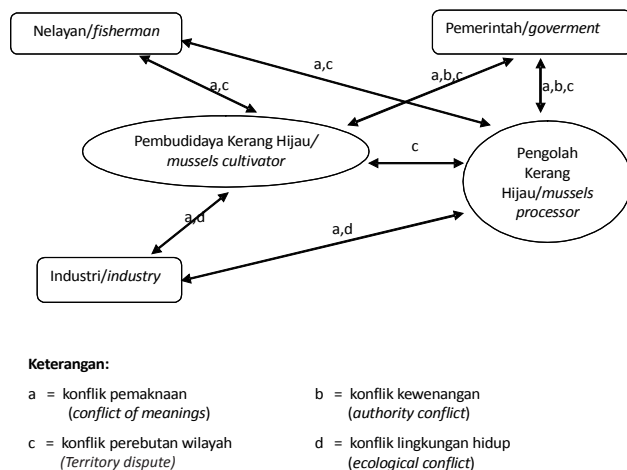 Nelayan/fisherman
Pemerintah/goverment
a,c
a,c
a,b,c
a,b,c
Pembudidaya Kerang Hijau/
mussels cultivator
c
Pengolah
Kerang
Hijau/mussels
processor
a,d
a,d
Industri/industry
Keterangan:
a = konflik pemaknaan
(conflict of meanings)
b = konflik kewenangan
(authority conflict)
c = konflik perebutan wilayah
(Territory dispute)
d = konflik lingkungan hidup
(ecological conflict)